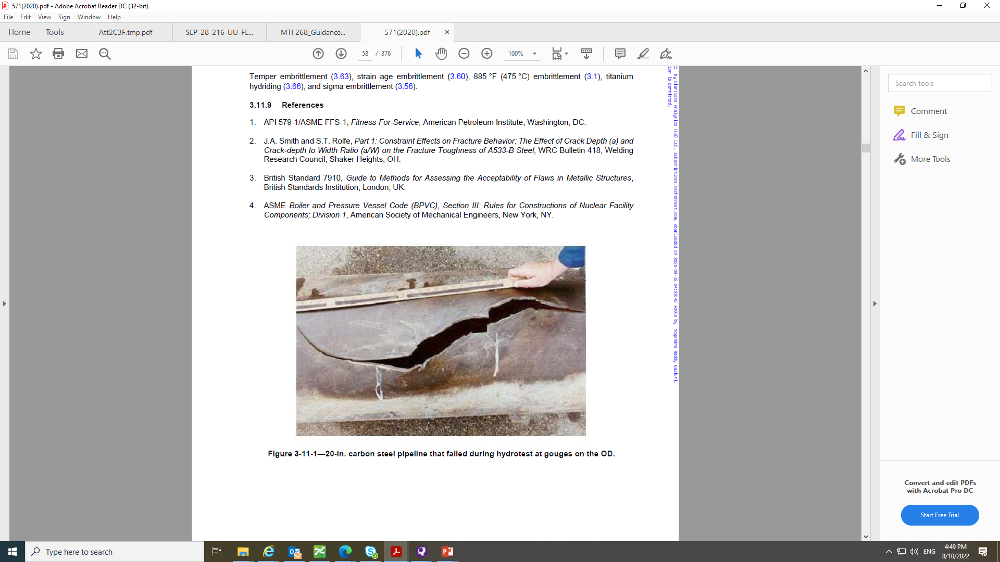 571(2020).pdf - Adobe Acrobat Reader DC (32-bit)
File Edit View Sign Window Help
Home Tools Att2C3F.tmp.pdf SEP-28-216-UU-FL... MTI 268_Guidance... 571(2020).pdf
58 / 376 100%
Temper embrittlement (3.63), strain age embrittlement (3.60), 885 °F (475 °C) embrittlement (3.1), titanium
hydriding (3.66), and sigma embrittlement (3.56).
3.11.9 References
1. API 579-1/ASME FFS-1, Fitness-For-Service, American Petroleum Institute, Washington, DC.
2. J.A. Smith and S.T. Rolfe, Part 1: Constraint Effects on Fracture Behavior: The Effect of Crack Depth (a) and
Crack-depth to Width Ratio (a/W) on the Fracture Toughness of A533-B Steel, WRC Bulletin 418, Welding
Research Council, Shaker Heights, OH.
3. British Standard 7910, Guide to Methods for Assessing the Acceptability of Flaws in Metallic Structures,
British Standards Institution, London, UK.
4. ASME Boiler and Pressure Vessel Code (BPVC), Section III: Rules for Constructions of Nuclear Facility
Components; Division 1, American Society of Mechanical Engineers, New York, NY.
Figure 3-11-1—20-in. carbon steel pipeline that failed during hydrotest at gouges on the OD.
C by Clarivate Analytics (US) LLC, subscriptions.techstreet.com, downloaded on 2020-09-15 04:59:42 +0000 by Yogendra Reddy Kauluri.
ion is permitted.
Search tools
Comment
Fill & Sign
More Tools
Convert and edit PDFs
with Acrobat Pro DC
Start Free Trial
Type here to search
ENG
4:49 PM
8/10/2022